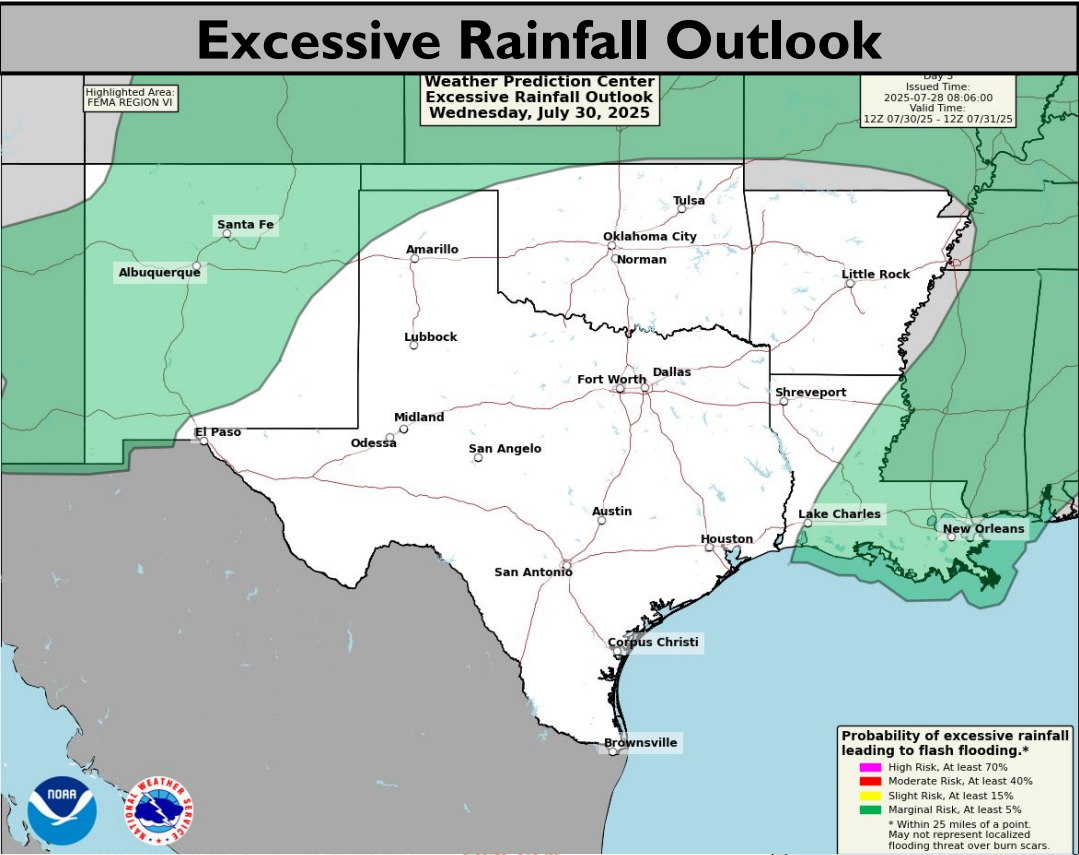 Excessive Rainfall Outlook
Highlighted Area:
FEMA REGION VI
Weather Prediction Center
Excessive Rainfall Outlook
Wednesday, July 30, 2025
Day 3
Issued Time:
2025-07-28 08:06:00
Valid Time:
12Z 07/30/25 - 12Z 07/31/25
Tulsa
Santa Fe
Oklahoma City
Amarillo
Norman
Albuquerque
Little Rock
Lubbock
Dallas
Fort Worth
Shreveport
Midland
El Paso
Odessa
San Angelo
Austin
Lake Charles
New Orleans
Houston
San Antonio
Corpus Christi
Brownsville
Probability of excessive rainfall
leading to flash flooding.*
High Risk, At least 70%
Moderate Risk, At least 40%
Slight Risk, At least 15%
Marginal Risk, At least 5%
* Within 25 miles of a point.
May not represent localized
flooding threat over burn scars.
NOAA
NATIONAL WEATHER SERVICE